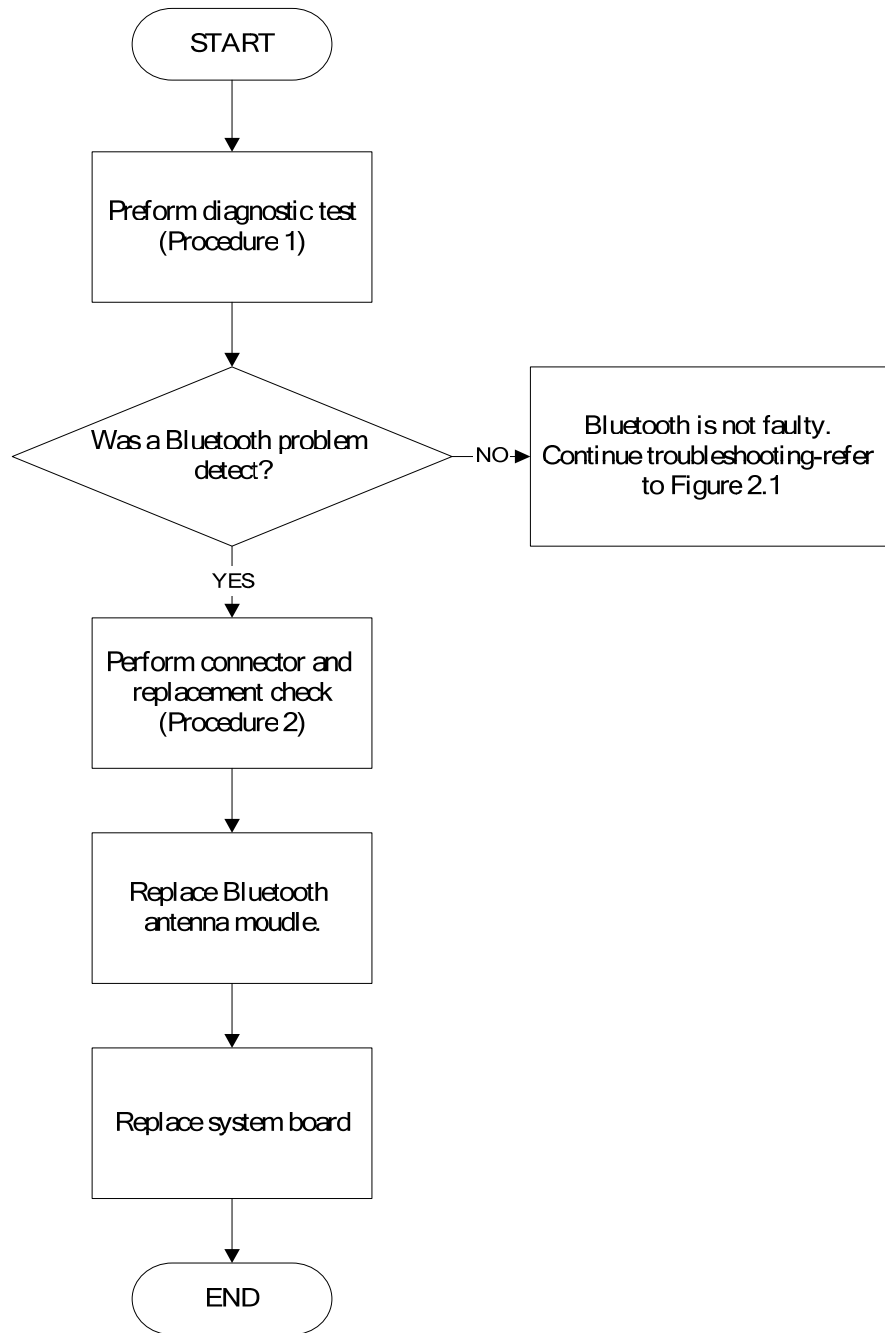 START
Preform diagnostic test
(Procedure 1)
Was a Bluetooth problem
detect?
NO
Bluetooth is not faulty.
Continue troubleshooting-refer
to Figure 2.1
YES
Perform connector and
replacement check
(Procedure 2)
Replace Bluetooth
antenna moudle.
Replace system board
END